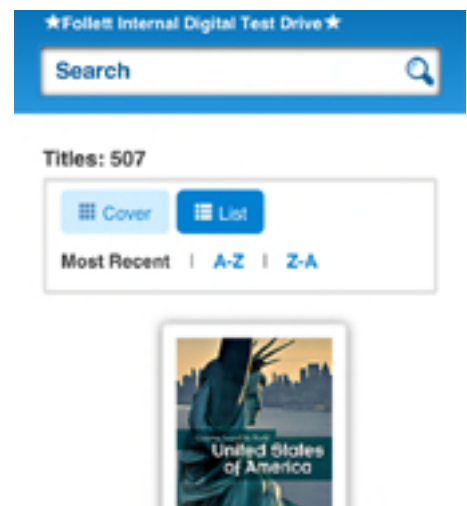 ★Follett Internal Digital Test Drive★
Search
Titles: 507
Cover List
Most Recent | A-Z | Z-A
United States
of America